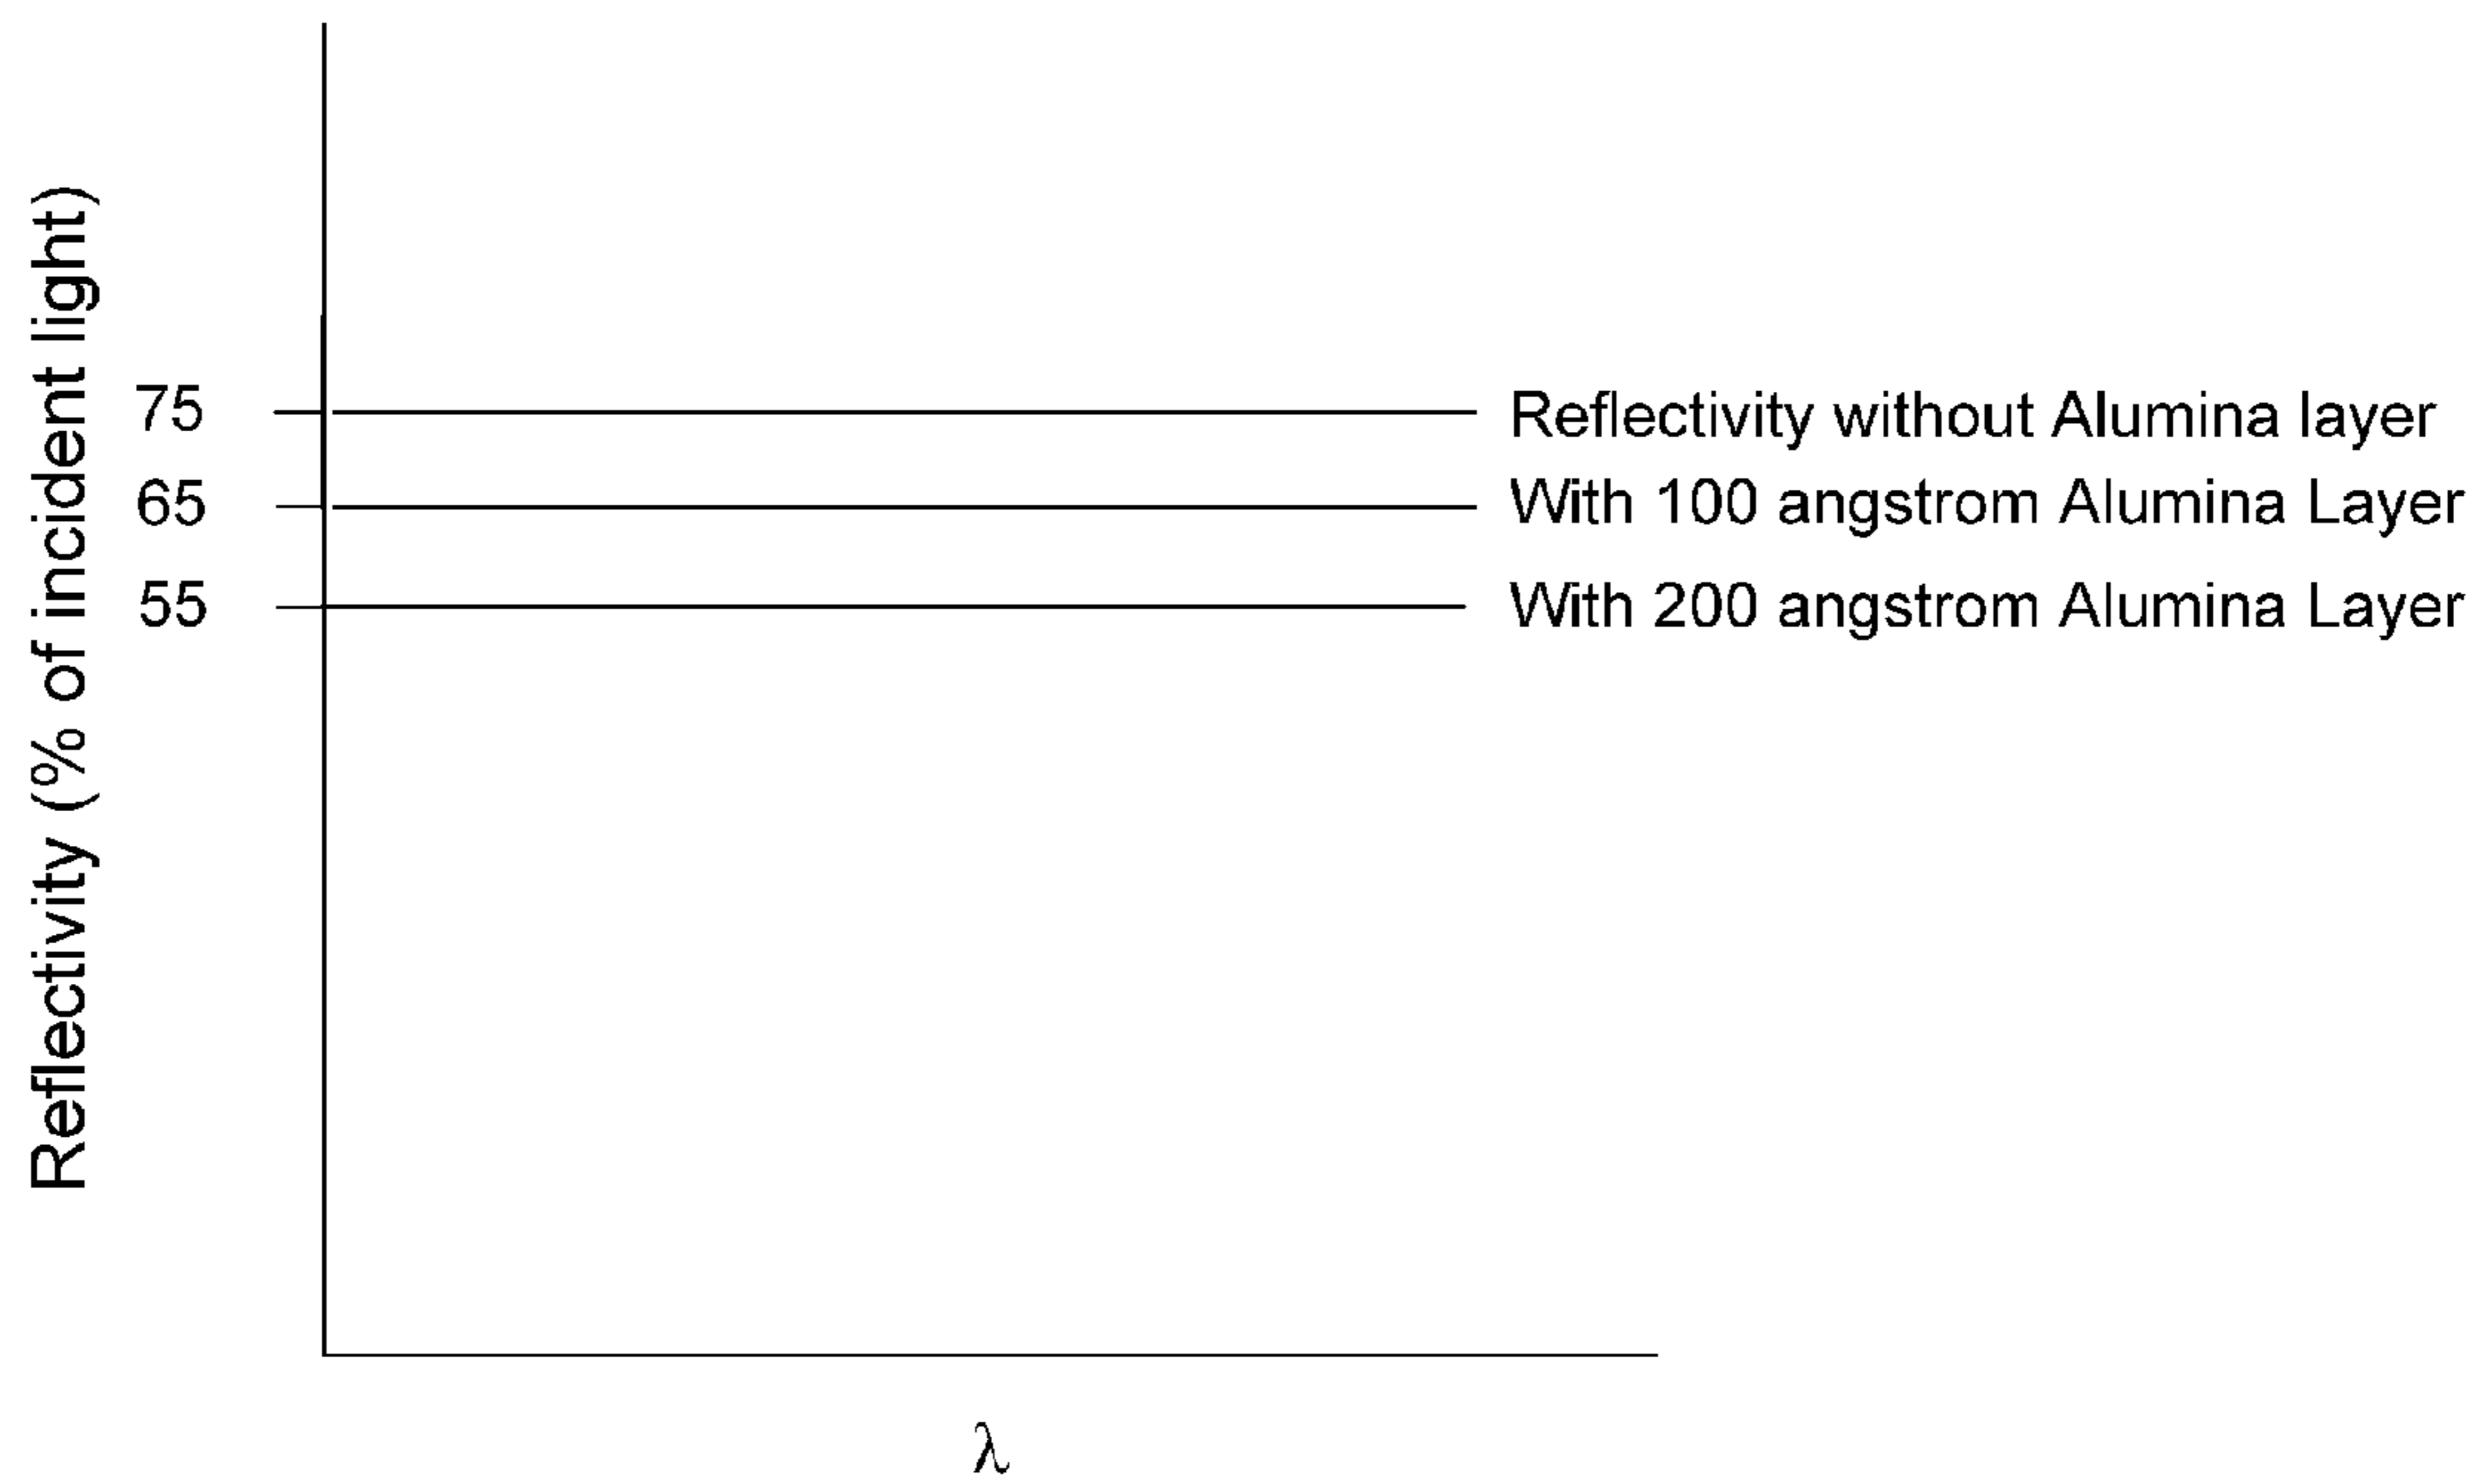 Reflectivity (% of incident light)
75
Reflectivity without Alumina layer
65
With 100 angstrom Alumina Layer
55
With 200 angstrom Alumina Layer
λ